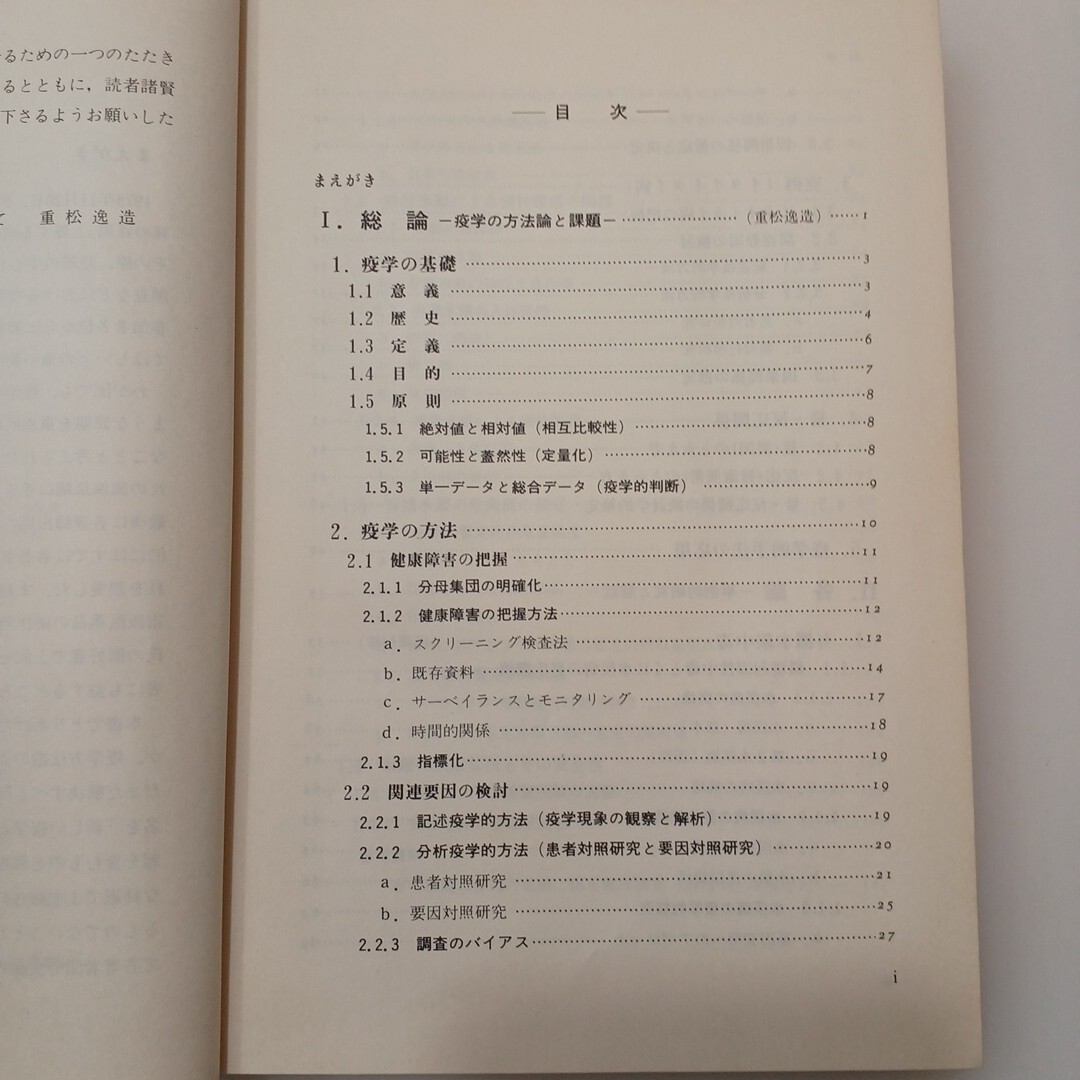 るための一つのたたき
るとともに，読者諸賢
下さるようお願いした
て 重松逸造
— 目 次 —
まえがき
I. 総 論 −疫学の方法論と課題− …………………（重松逸造）……1
1. 疫学の基礎 ……………………………………………………3
1.1 意 義 ……………………………………………………3
1.2 歴 史 ……………………………………………………4
1.3 定 義 ……………………………………………………6
1.4 目 的 ……………………………………………………7
1.5 原 則 ……………………………………………………8
1.5.1 絶対値と相対値（相互比較性） ……………………………8
1.5.2 可能性と蓋然性（定量化） …………………………………8
1.5.3 単一データと総合データ（疫学的判断） …………………9
2. 疫学の方法 ……………………………………………………10
2.1 健康障害の把握 ………………………………………………11
2.1.1 分母集団の明確化 …………………………………………11
2.1.2 健康障害の把握方法 ………………………………………12
a. スクリーニング検査法 ………………………………………12
b. 既存資料 ………………………………………………………14
c. サーベイランスとモニタリング ……………………………17
d. 時間的関係 ……………………………………………………18
2.1.3 指標化 ………………………………………………………19
2.2 関連要因の検討 ………………………………………………19
2.2.1 記述疫学的方法（疫学現象の観察と解析） ………………19
2.2.2 分析疫学的方法（患者対照研究と要因対照研究） ………20
a. 患者対照研究 …………………………………………………21
b. 要因対照研究 …………………………………………………25
2.2.3 調査のバイアス ……………………………………………27
i